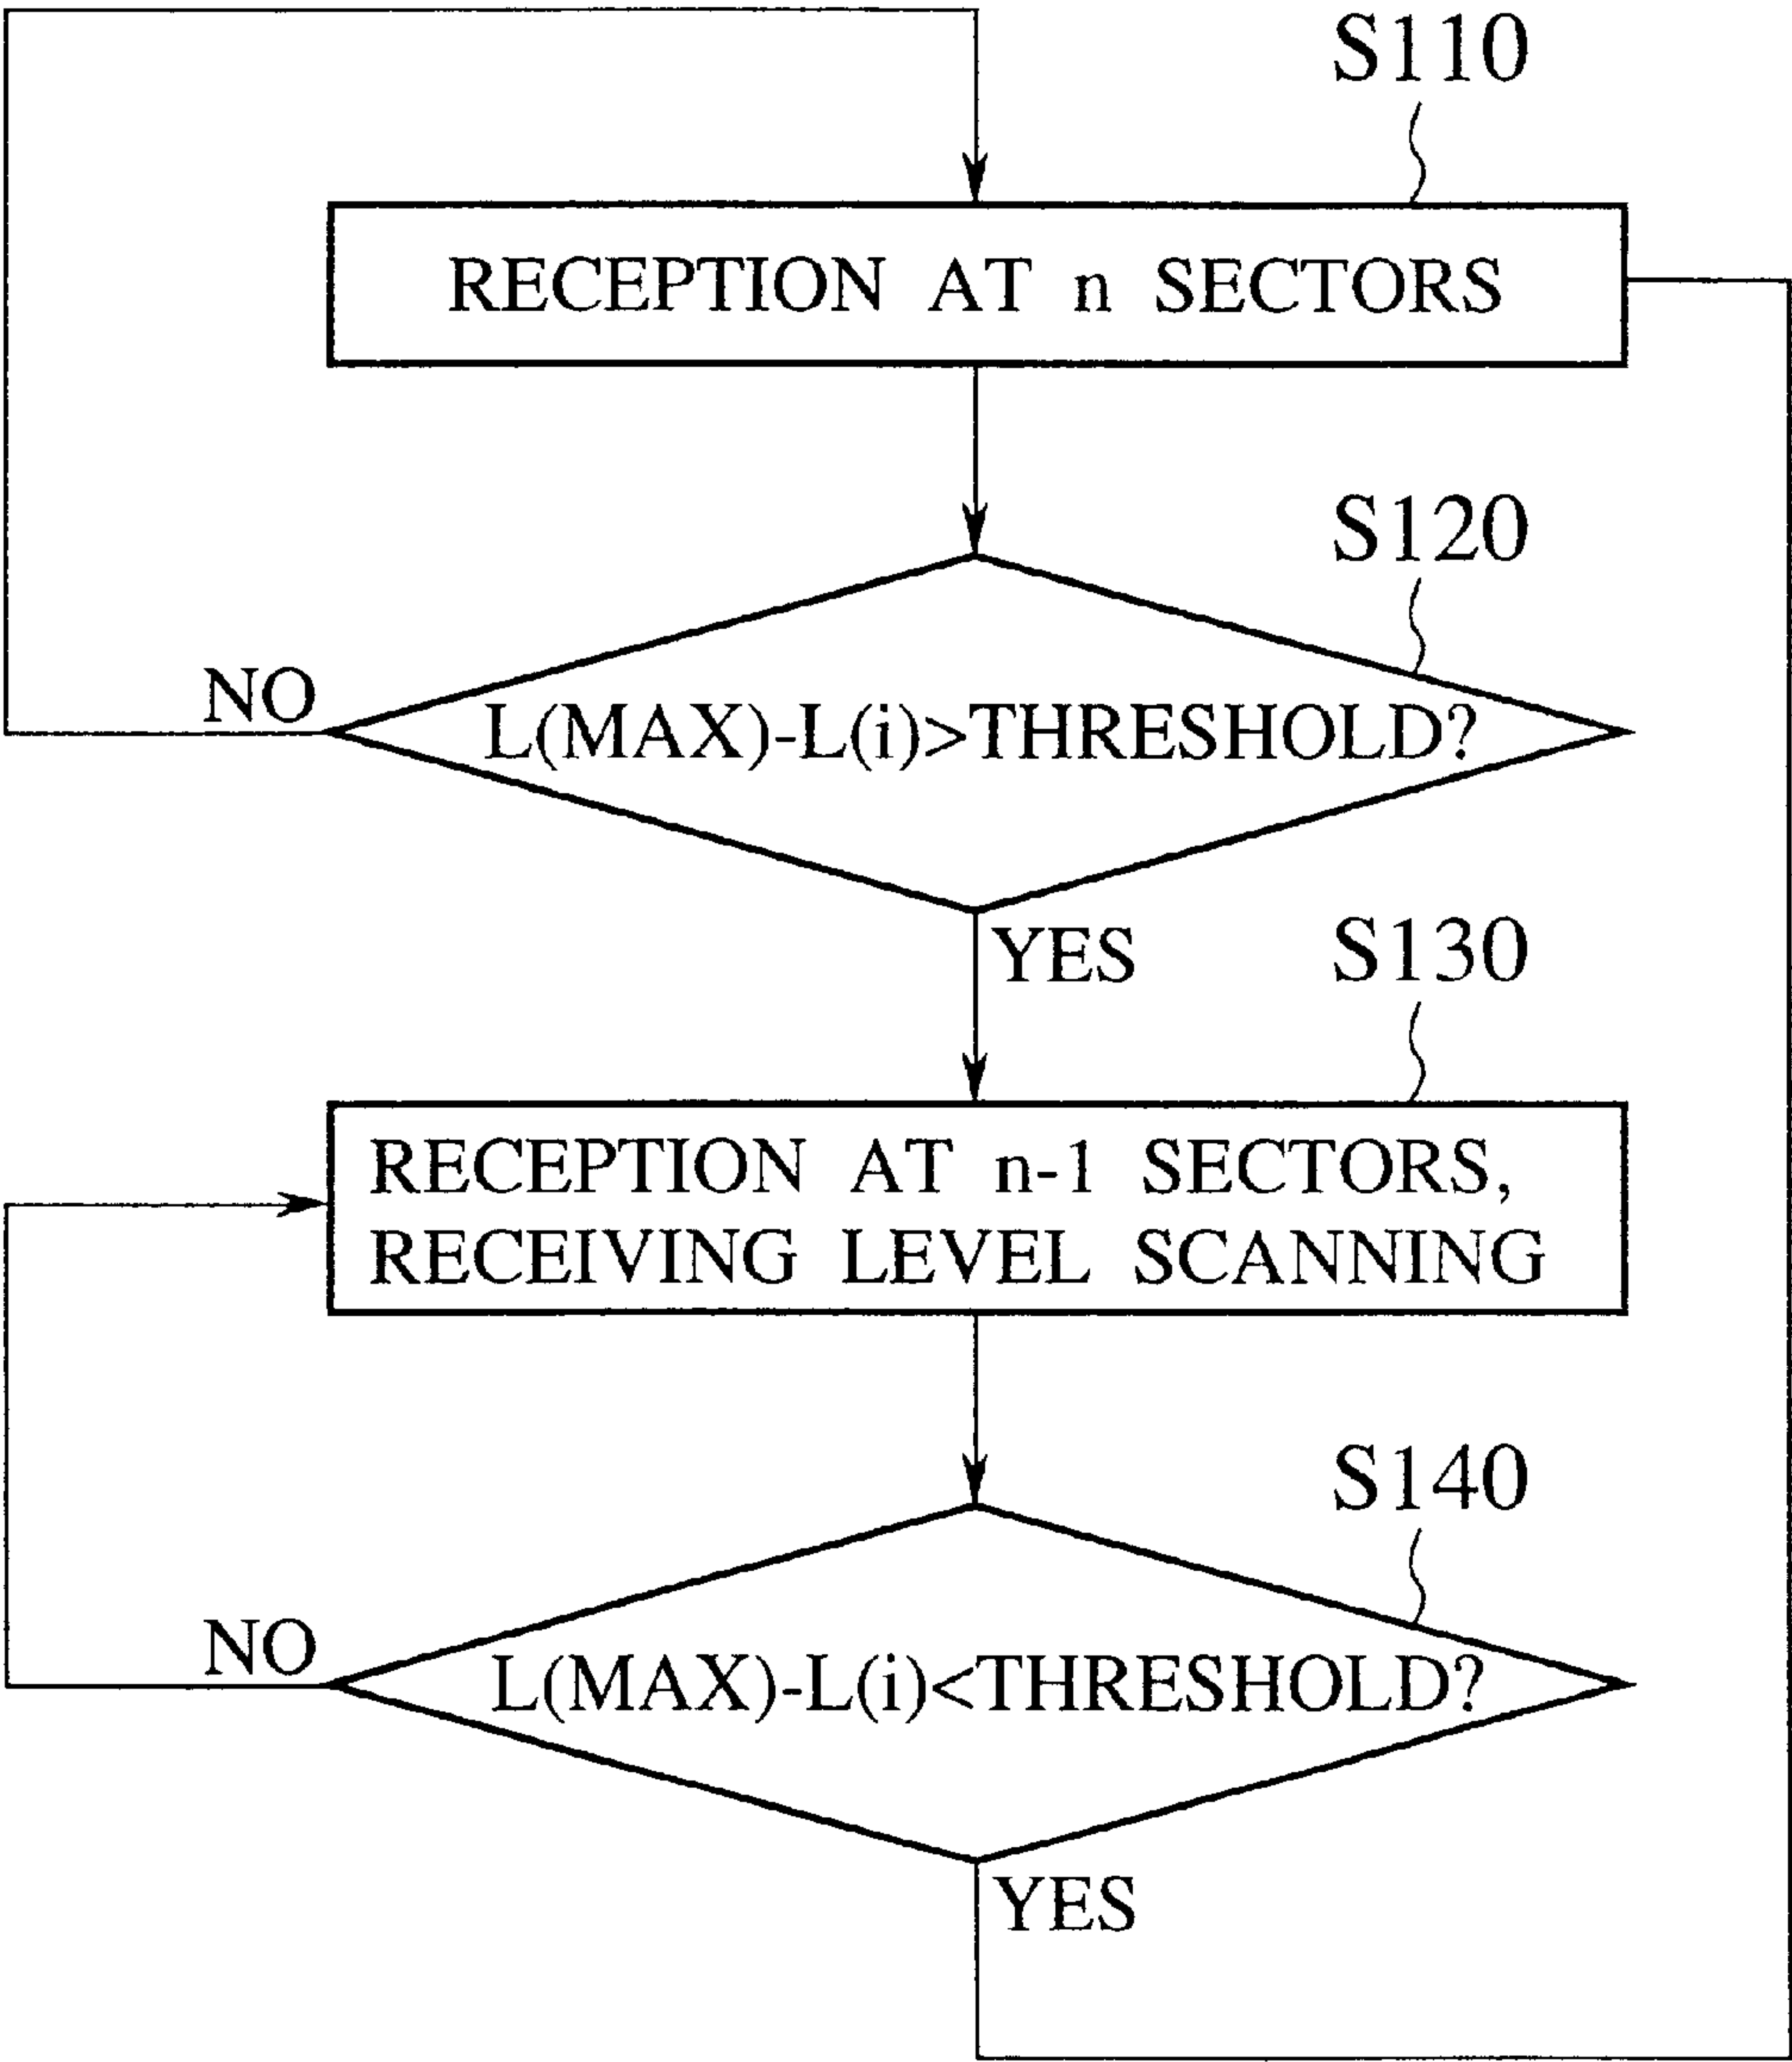 S110
RECEPTION AT n SECTORS
S120
NO
L(MAX)-L(i)>THRESHOLD?
YES
S130
RECEPTION AT n-1 SECTORS,
RECEIVING LEVEL SCANNING
S140
NO
L(MAX)-L(i)<THRESHOLD?
YES